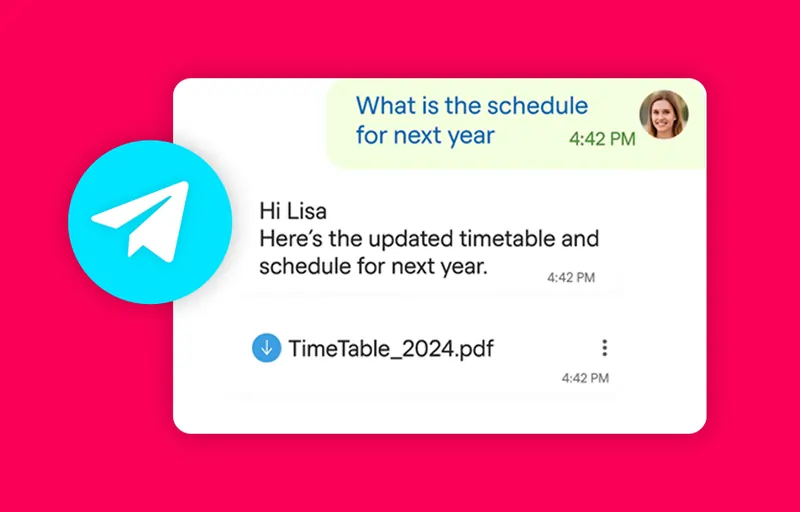 What is the schedule
for next year
4:42 PM
Hi Lisa
Here’s the updated timetable and
schedule for next year.
4:42 PM
TimeTable_2024.pdf
4:42 PM